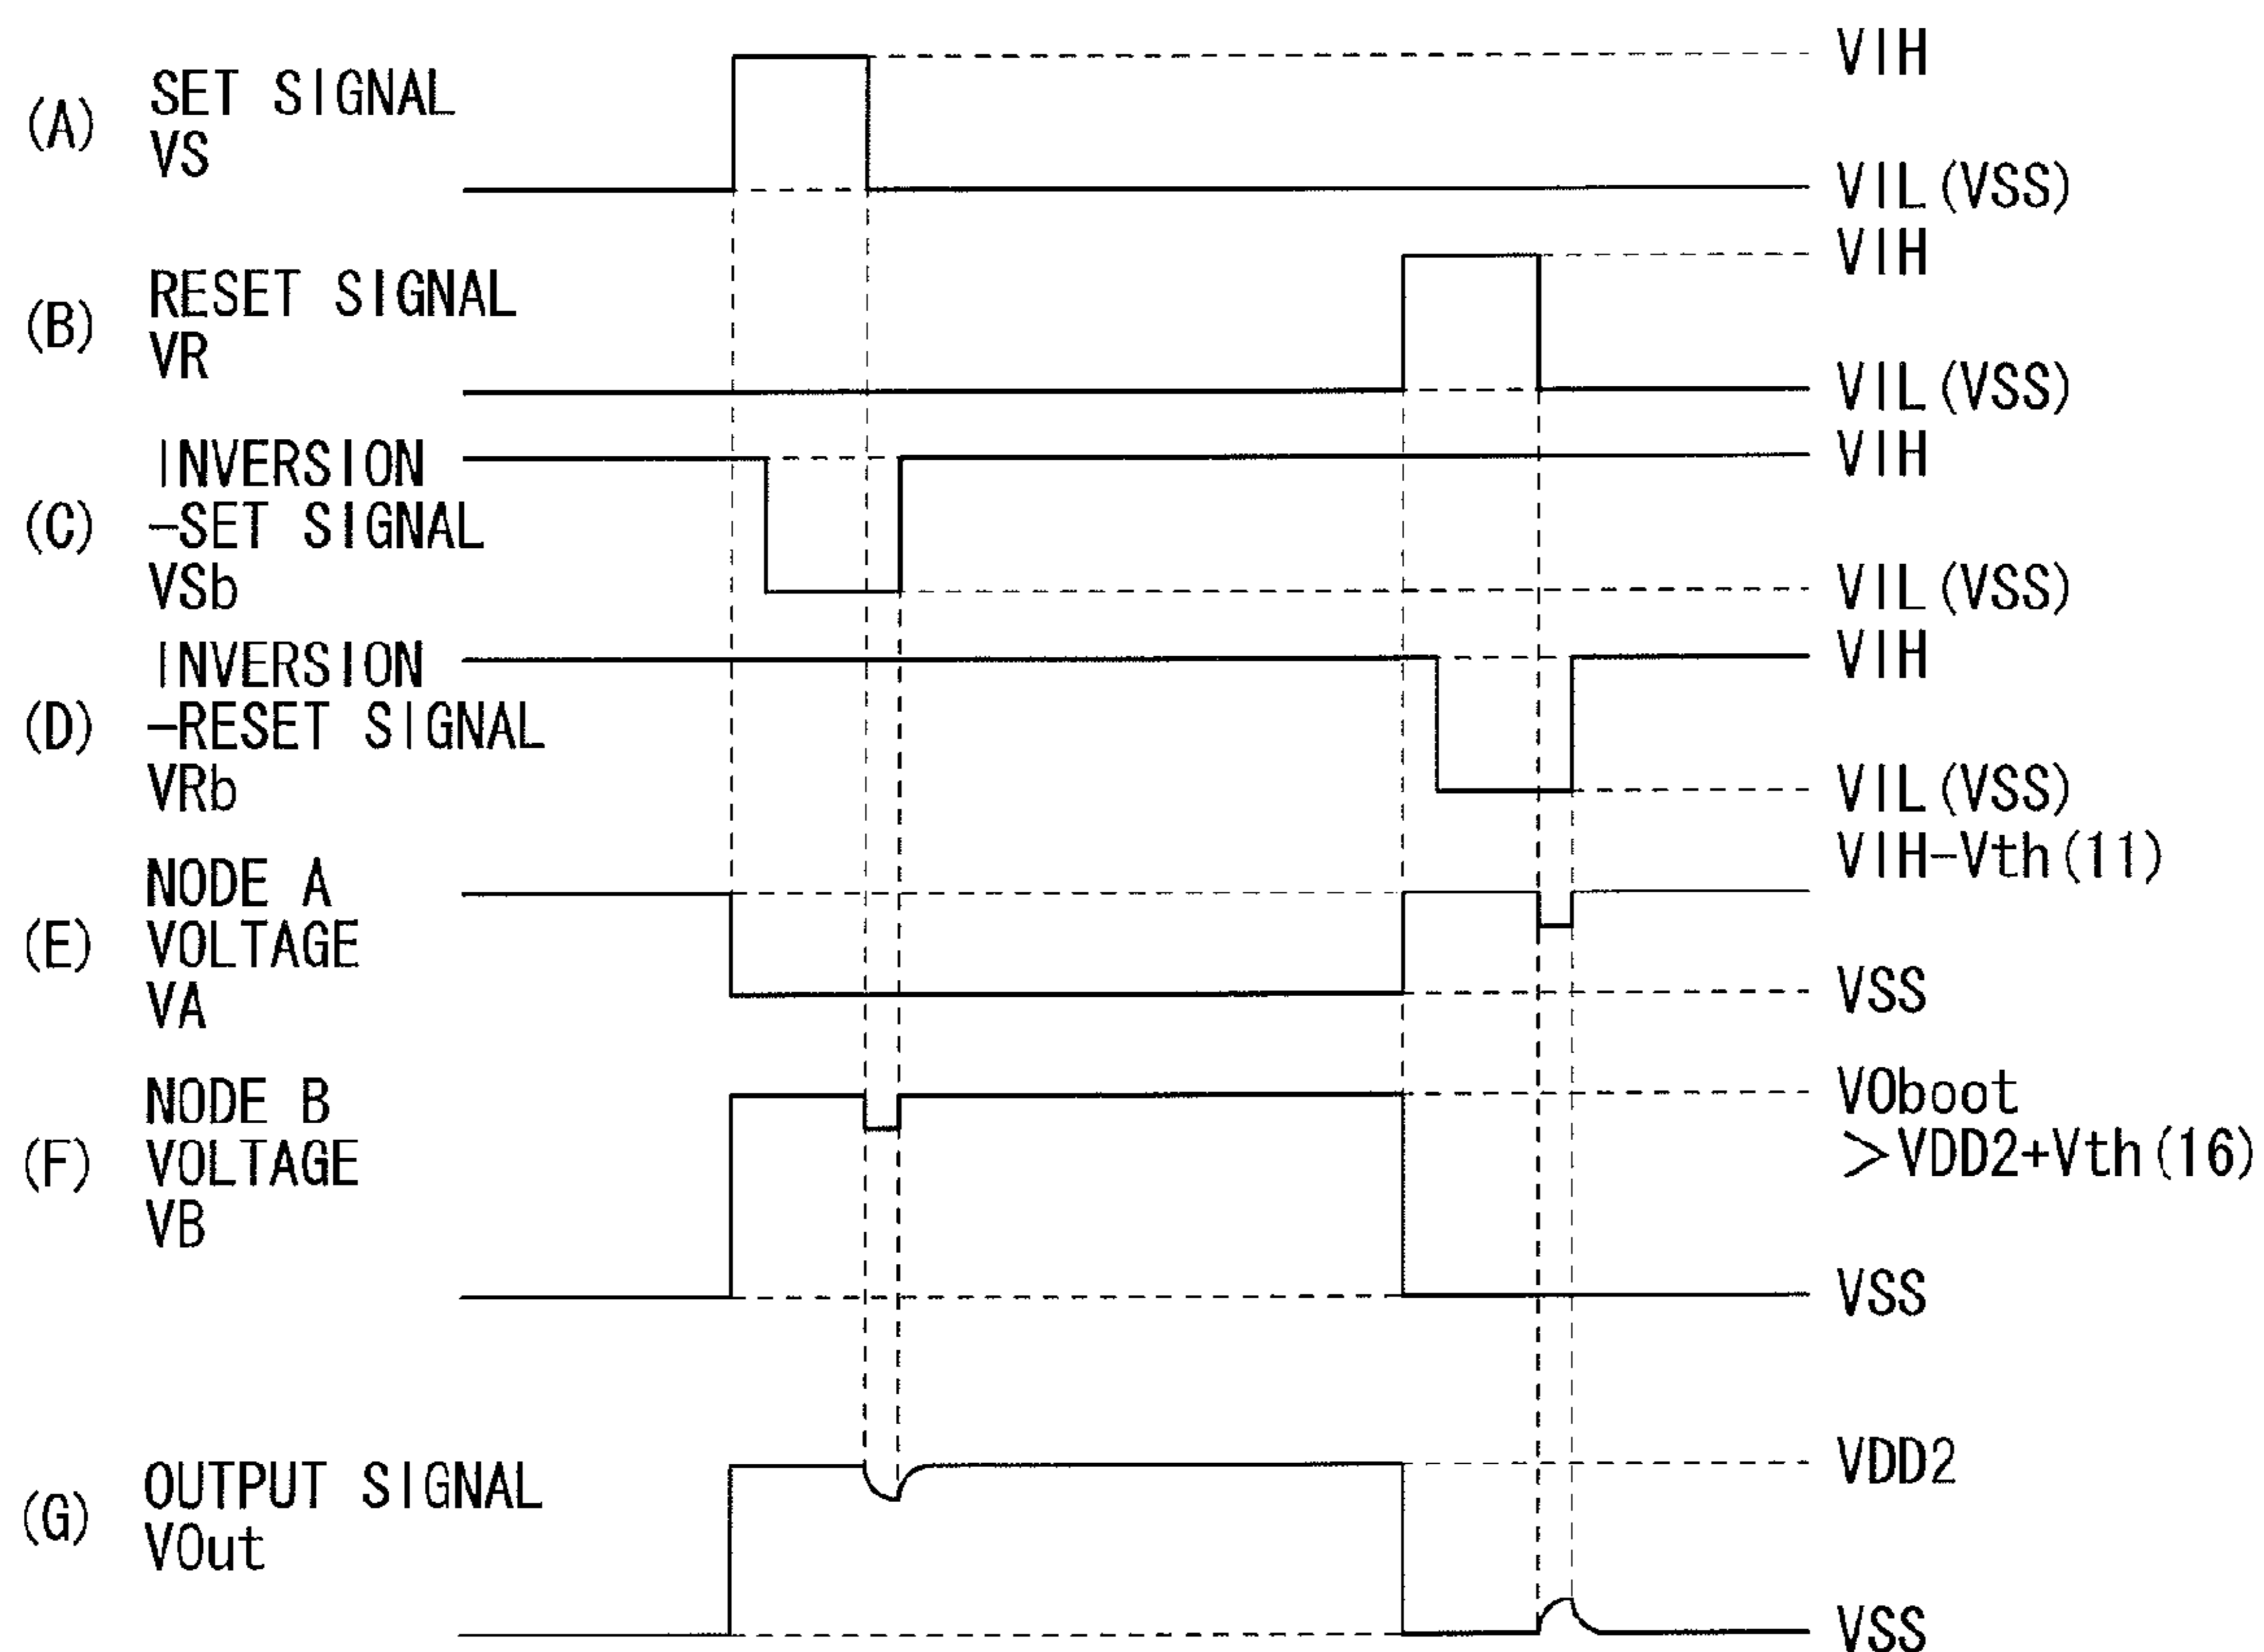 (A) SET SIGNAL
VS
VIH
VIL(VSS)
(B) RESET SIGNAL
VR
VIH
VIL(VSS)
(C) INVERSION
-SET SIGNAL
VSb
VIH
VIL(VSS)
(D) INVERSION
-RESET SIGNAL
VRb
VIH
VIL(VSS)
(E) NODE A
VOLTAGE
VA
VIH-Vth(11)
VSS
(F) NODE B
VOLTAGE
VB
VOboot
>VDD2+Vth(16)
VSS
(G) OUTPUT SIGNAL
VOut
VDD2
VSS